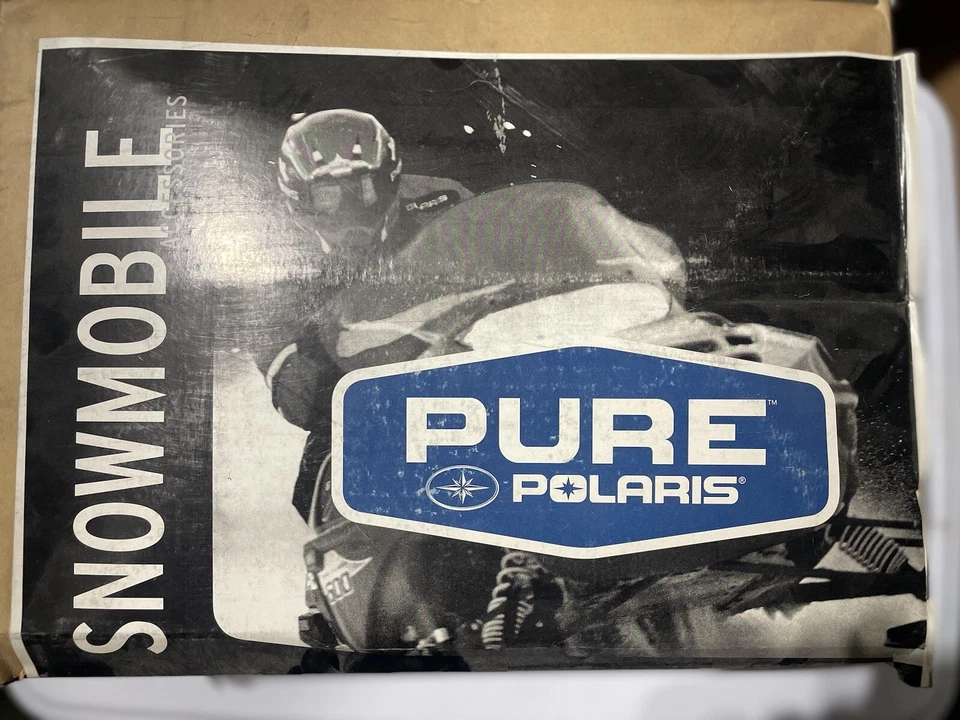 SNOWMOBILE
ACCESSORIES
POLARIS
PURE™
POLARIS®